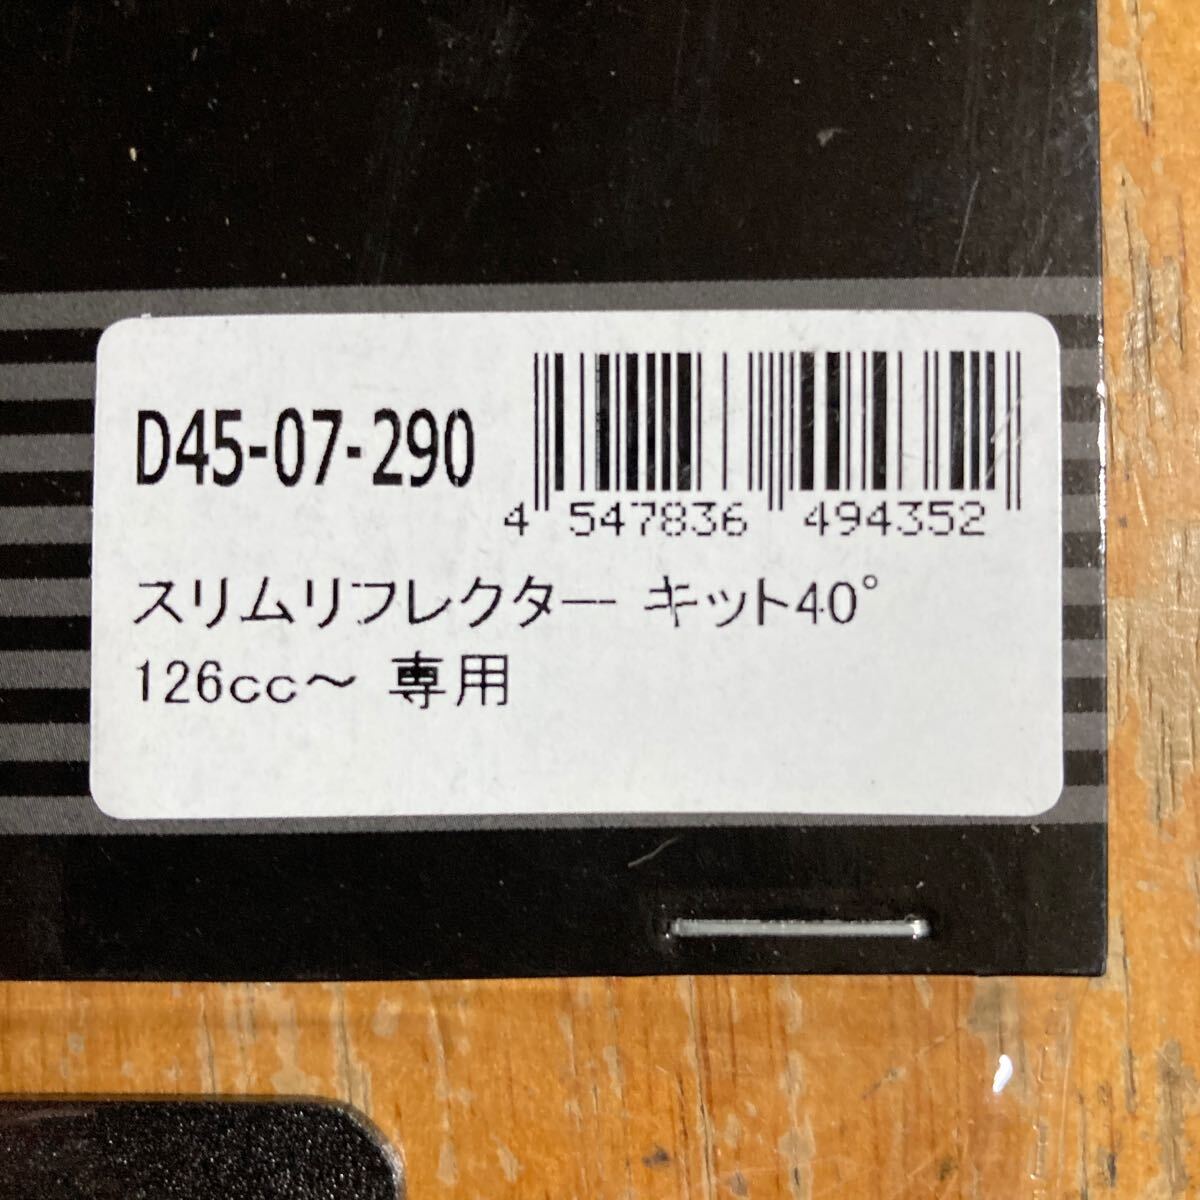 D45-07-290
4 547836 494352
スリムリフレクター キット40°
126cc～ 専用